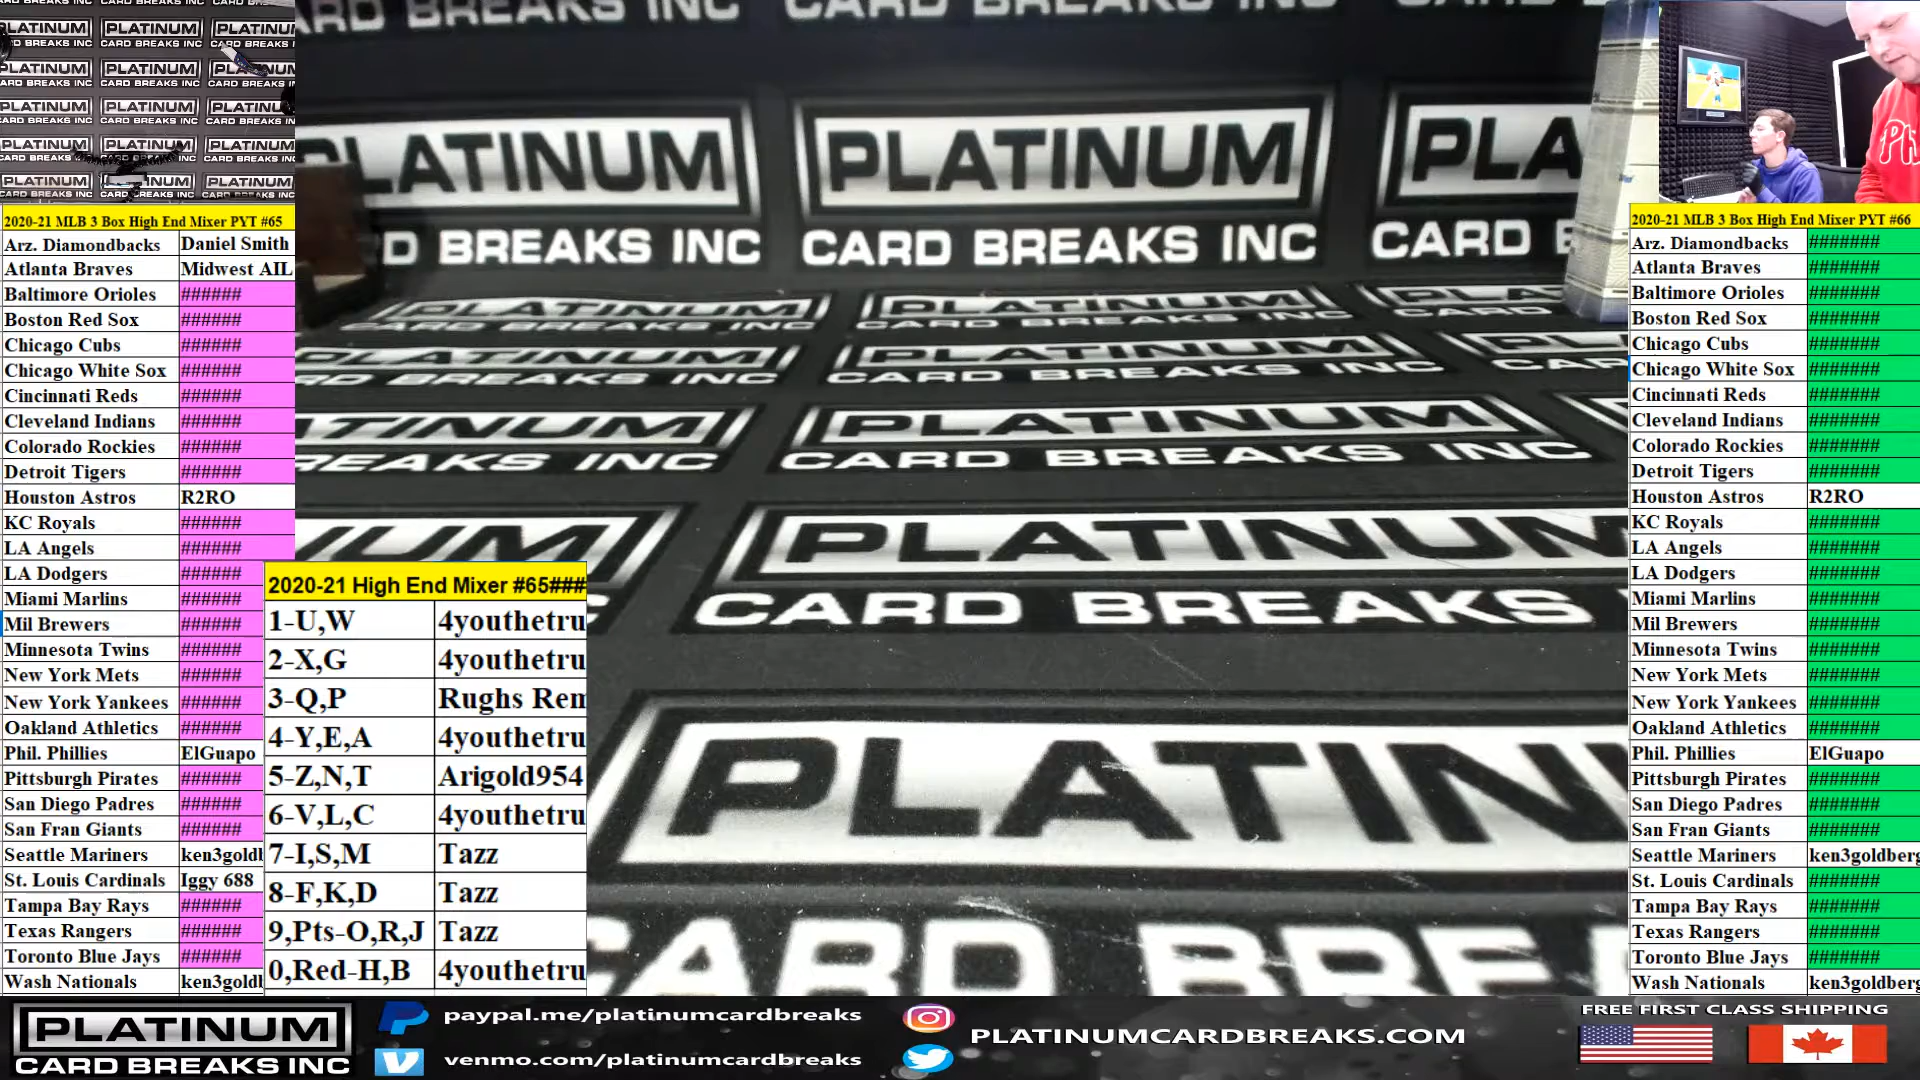 2020-21 MLB 3 Box High End Mixer PYT #65
Arz. Diamondbacks Daniel Smith
Atlanta Braves Midwest AIL
Baltimore Orioles ######
Boston Red Sox ######
Chicago Cubs ######
Chicago White Sox ######
Cincinnati Reds ######
Cleveland Indians ######
Colorado Rockies ######
Detroit Tigers ######
Houston Astros R2RO
KC Royals ######
LA Angels ######
LA Dodgers ######
Miami Marlins ######
Mil Brewers ######
Minnesota Twins ######
New York Mets ######
New York Yankees ######
Oakland Athletics ######
Phil. Phillies ElGuapo
Pittsburgh Pirates ######
San Diego Padres ######
San Fran Giants ######
Seattle Mariners ken3goldb
St. Louis Cardinals Iggy 688
Tampa Bay Rays ######
Texas Rangers ######
Toronto Blue Jays ######
Wash Nationals ken3goldb
2020-21 High End Mixer #65###
1-U,W 4youthetru
2-X,G 4youthetru
3-Q,P Rughs Rem
4-Y,E,A 4youthetru
5-Z,N,T Arigold954
6-V,L,C 4youthetru
7-I,S,M Tazz
8-F,K,D Tazz
9,Pts-O,R,J Tazz
0,Red-H,B 4youthetru
PLATINUM
CARD BREAKS INC
2020-21 MLB 3 Box High End Mixer PYT #66
Arz. Diamondbacks #######
Atlanta Braves #######
Baltimore Orioles #######
Boston Red Sox #######
Chicago Cubs #######
Chicago White Sox #######
Cincinnati Reds #######
Cleveland Indians #######
Colorado Rockies #######
Detroit Tigers #######
Houston Astros R2RO
KC Royals #######
LA Angels #######
LA Dodgers #######
Miami Marlins #######
Mil Brewers #######
Minnesota Twins #######
New York Mets #######
New York Yankees #######
Oakland Athletics #######
Phil. Phillies ElGuapo
Pittsburgh Pirates #######
San Diego Padres #######
San Fran Giants #######
Seattle Mariners ken3goldberg
St. Louis Cardinals #######
Tampa Bay Rays #######
Texas Rangers #######
Toronto Blue Jays #######
Wash Nationals ken3goldberg
PLATINUM
CARD BREAKS INC
paypal.me/platinumcardbreaks
venmo.com/platinumcardbreaks
PLATINUMCARDBREAKS.COM
FREE FIRST CLASS SHIPPING